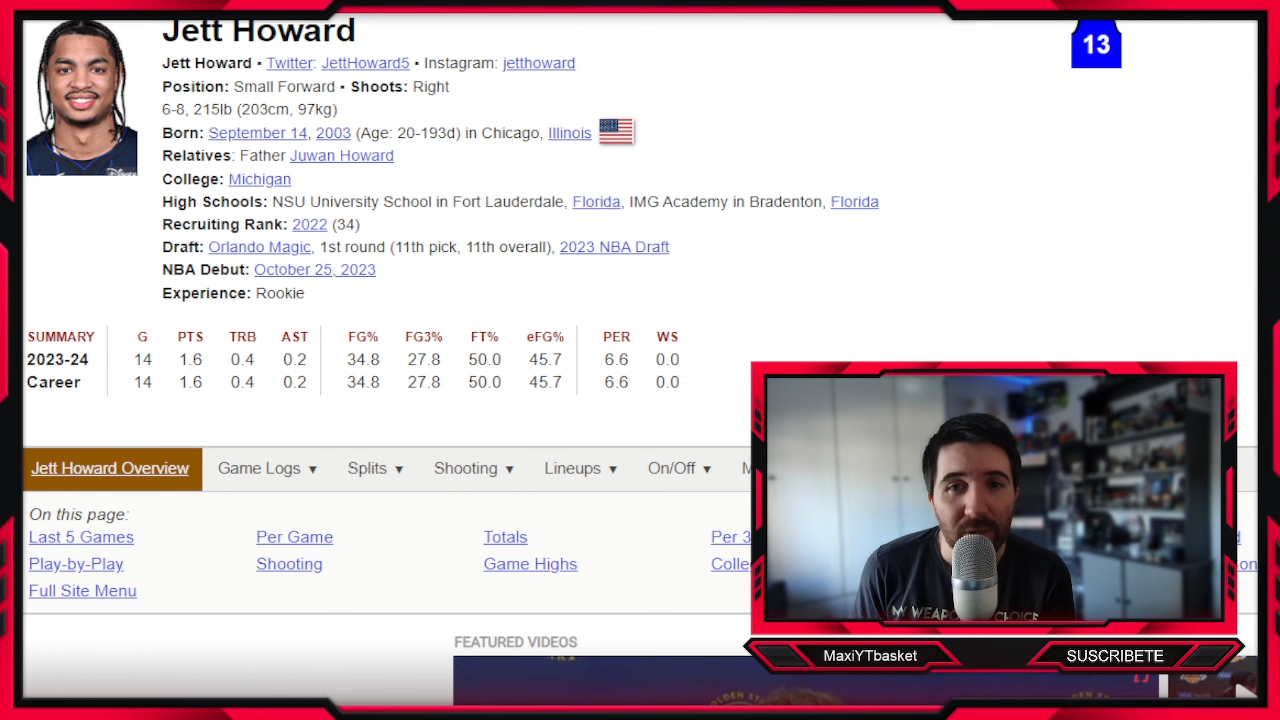 Jett Howard
13
Jett Howard ▪ Twitter: JettHoward5 ▪ Instagram: jetthoward
Position: Small Forward ▪ Shoots: Right
6-8, 215lb (203cm, 97kg)
Born: September 14, 2003 (Age: 20-193d) in Chicago, Illinois
Relatives: Father Juwan Howard
College: Michigan
High Schools: NSU University School in Fort Lauderdale, Florida, IMG Academy in Bradenton, Florida
Recruiting Rank: 2022 (34)
Draft: Orlando Magic, 1st round (11th pick, 11th overall), 2023 NBA Draft
NBA Debut: October 25, 2023
Experience: Rookie
SUMMARY G PTS TRB AST FG% FG3% FT% eFG% PER WS
2023-24 14 1.6 0.4 0.2 34.8 27.8 50.0 45.7 6.6 0.0
Career 14 1.6 0.4 0.2 34.8 27.8 50.0 45.7 6.6 0.0
Jett Howard Overview Game Logs ▼ Splits ▼ Shooting ▼ Lineups ▼ On/Off ▼
On this page:
Last 5 Games Per Game Totals Per 3
Play-by-Play Shooting Game Highs Colle
Full Site Menu
MY WEAPO CHOICE
FEATURED VIDEOS
MaxiYTbasket SUSCRIBETE